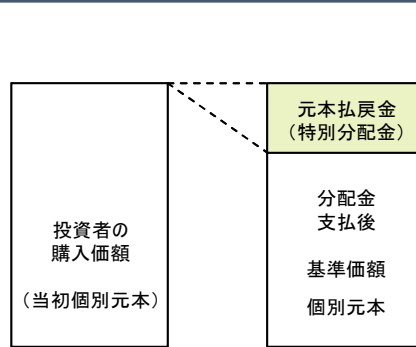 投資者の
購入価額
（当初個別元本）
元本払戻金
（特別分配金）
分配金
支払後
基準価額
個別元本